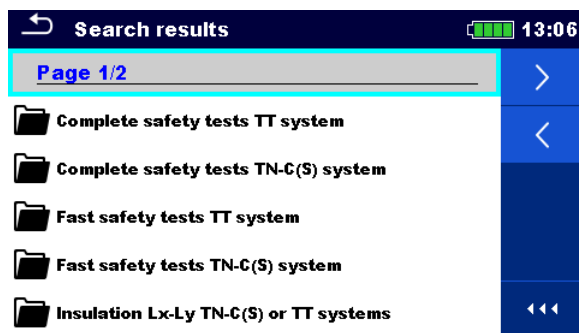 Search results
13:06
Page 1/2
Complete safety tests TT system
Complete safety tests TN-C(S) system
Fast safety tests TT system
Fast safety tests TN-C(S) system
Insulation Lx-Ly TN-C(S) or TT systems